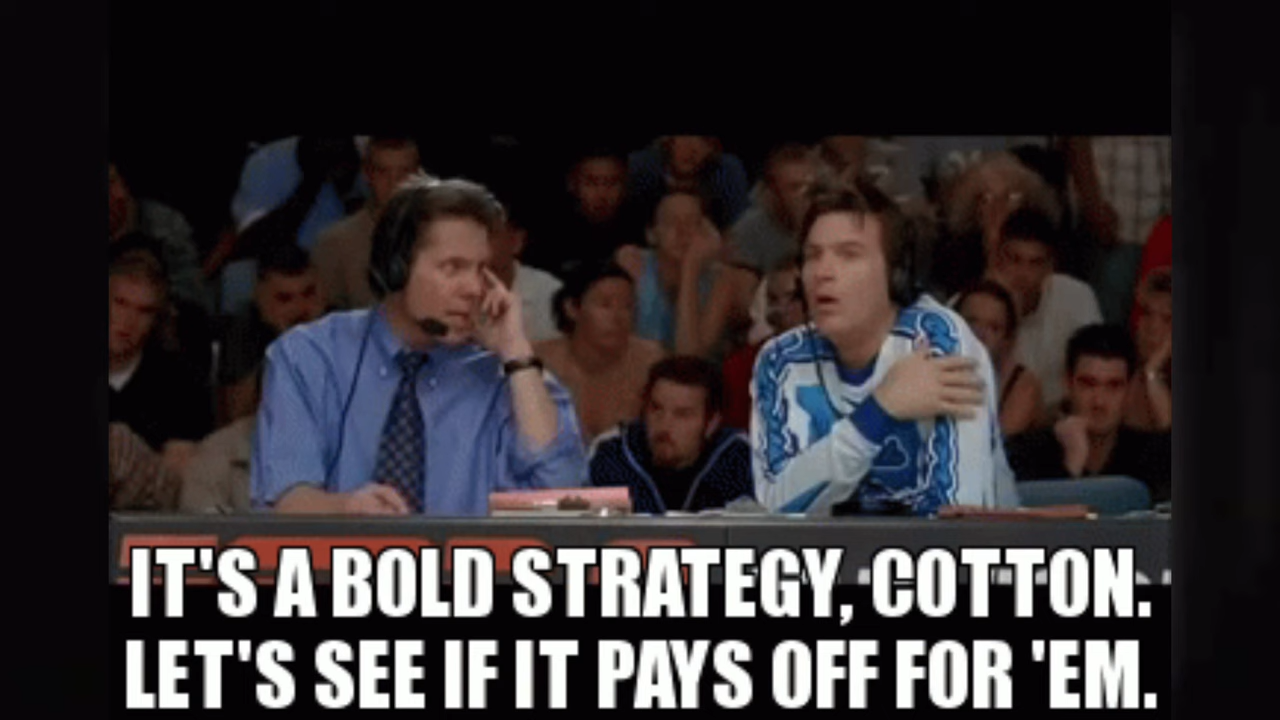 IT'S A BOLD STRATEGY, COTTON.
LET'S SEE IF IT PAYS OFF FOR 'EM.